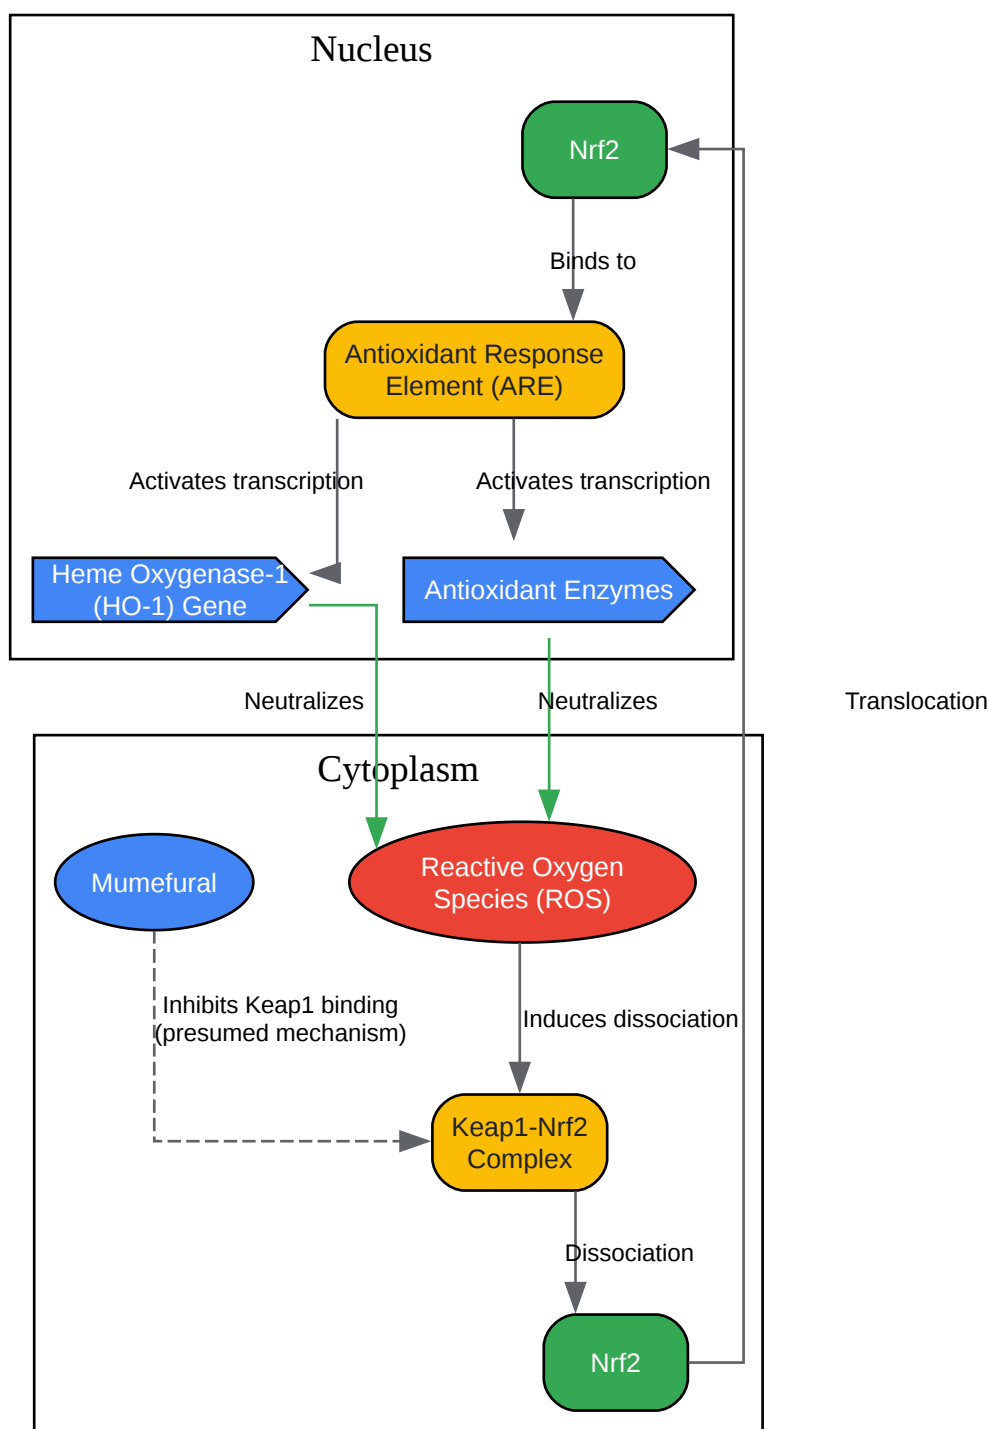 Nucleus
Nrf2
Binds to
Antioxidant Response
Element (ARE)
Activates transcription
Activates transcription
Heme Oxygenase-1
(HO-1) Gene
Antioxidant Enzymes
Neutralizes
Neutralizes
Translocation
Cytoplasm
Mumefural
Reactive Oxygen
Species (ROS)
Inhibits Keap1 binding
(presumed mechanism)
Induces dissociation
Keap1-Nrf2
Complex
Dissociation
Nrf2